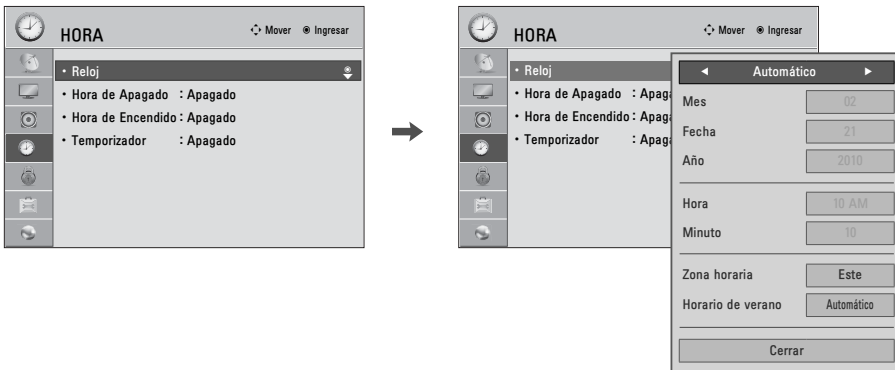 HORA
Mover
Ingresar
• Reloj
• Hora de Apagado : Apagado
• Hora de Encendido : Apagado
• Temporizador : Apagado
HORA
Mover
Ingresar
• Reloj
• Hora de Apagado : Apaga
• Hora de Encendido : Apaga
• Temporizador : Apaga
◄ Automático ►
Mes 02
Fecha 21
Año 2010
Hora 10 AM
Minuto 10
Zona horaria Este
Horario de verano Automático
Cerrar